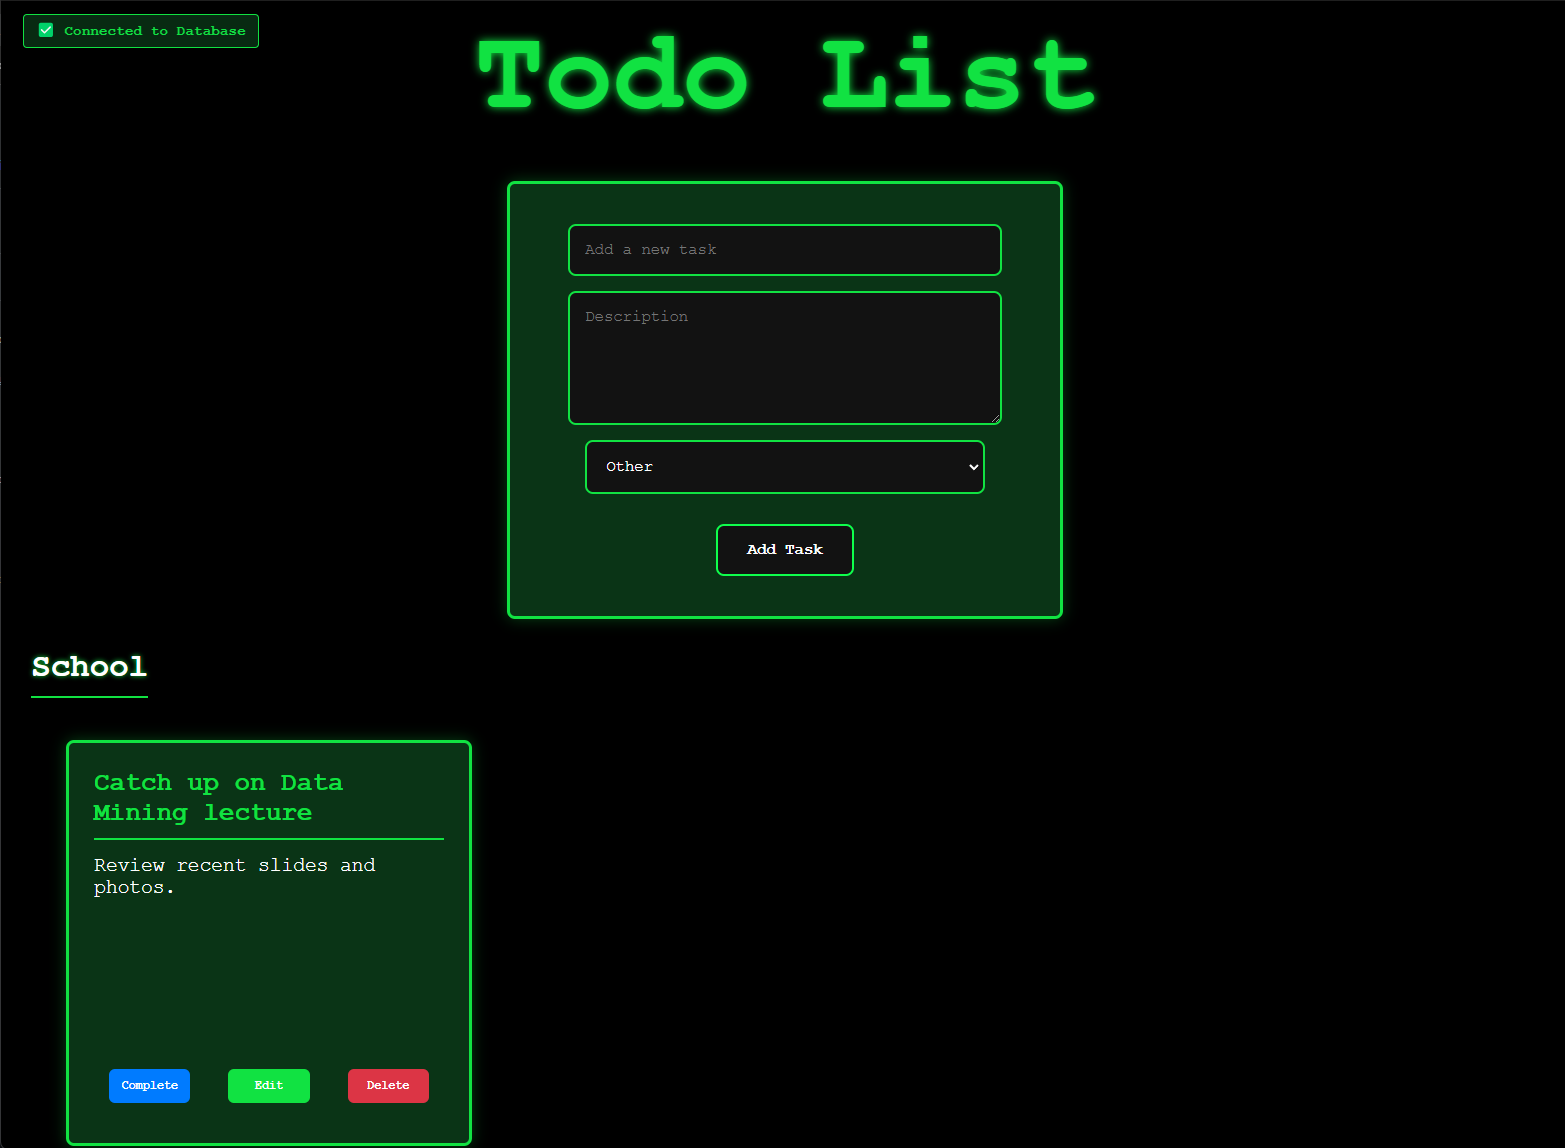 Connected to Database
Todo List
Add a new task
Description
Other
Add Task
School
Catch up on Data
Mining lecture
Review recent slides and
photos.
Complete Edit Delete